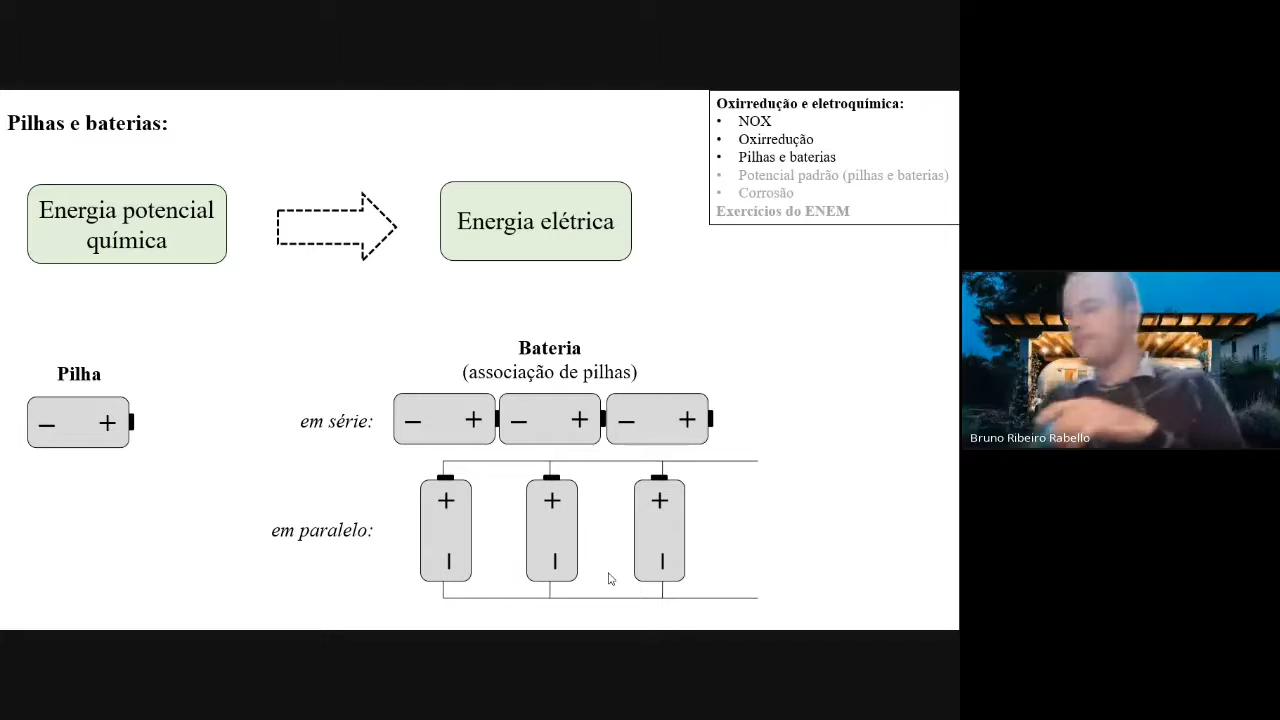 Pilhas e baterias:
Oxirredução e eletroquímica:
• NOX
• Oxirredução
• Pilhas e baterias
• Potencial padrão (pilhas e baterias)
• Corrosão
Exercícios do ENEM
Energia potencial
química
Energia elétrica
Pilha
− +
Bateria
(associação de pilhas)
em série:
− + − + − +
em paralelo:
+ + +
− − −
Bruno Ribeiro Rabello